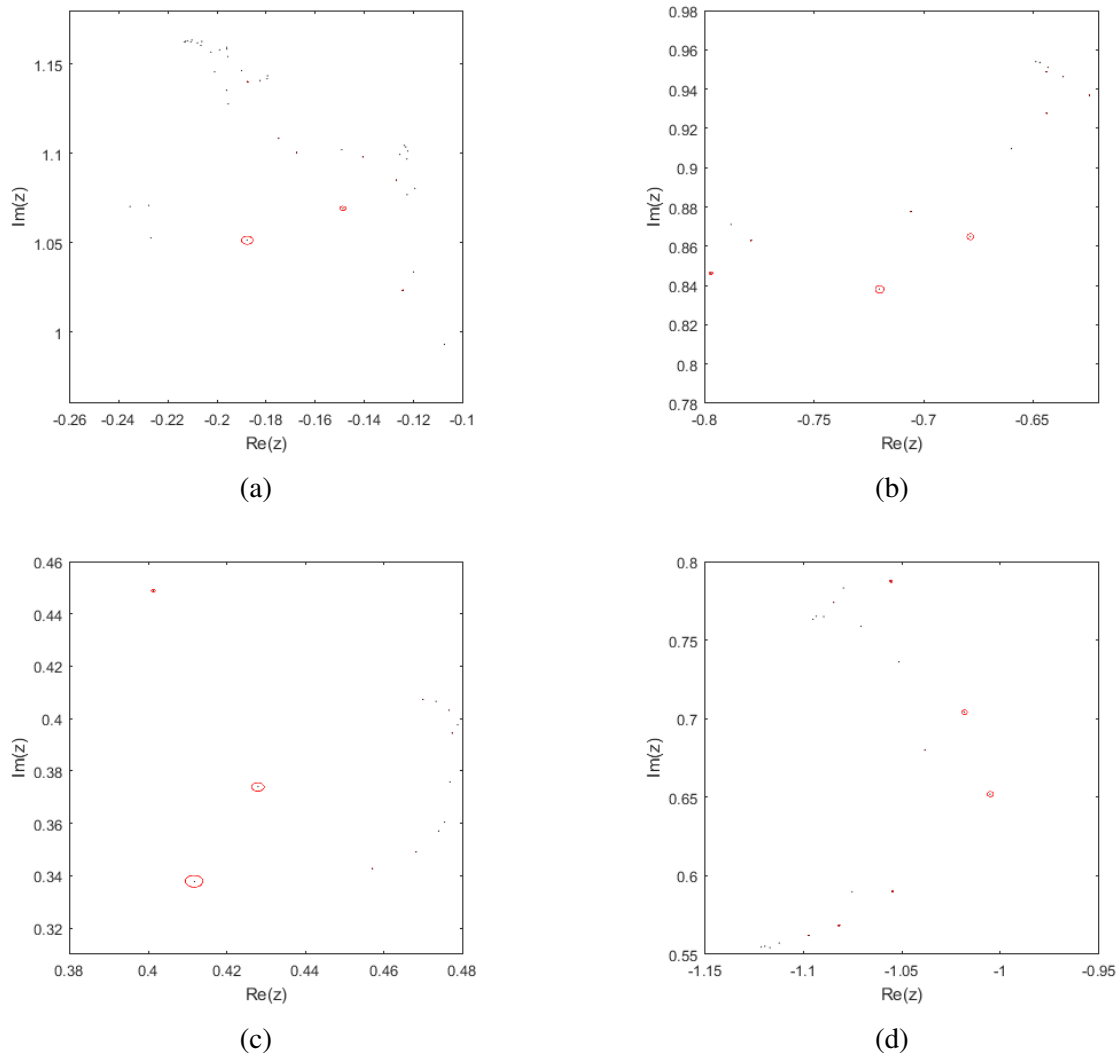 1.15
1.1
1.05
1
Im(z)
-0.26 -0.24 -0.22 -0.2 -0.18 -0.16 -0.14 -0.12 -0.1
Re(z)
(a)
0.98
0.96
0.94
0.92
0.9
0.88
0.86
0.84
0.82
0.8
0.78
Im(z)
-0.8 -0.75 -0.7 -0.65
Re(z)
(b)
0.46
0.44
0.42
0.4
0.38
0.36
0.34
0.32
Im(z)
0.38 0.4 0.42 0.44 0.46 0.48
Re(z)
(c)
0.8
0.75
0.7
0.65
0.6
0.55
Im(z)
-1.15 -1.1 -1.05 -1 -0.95
Re(z)
(d)